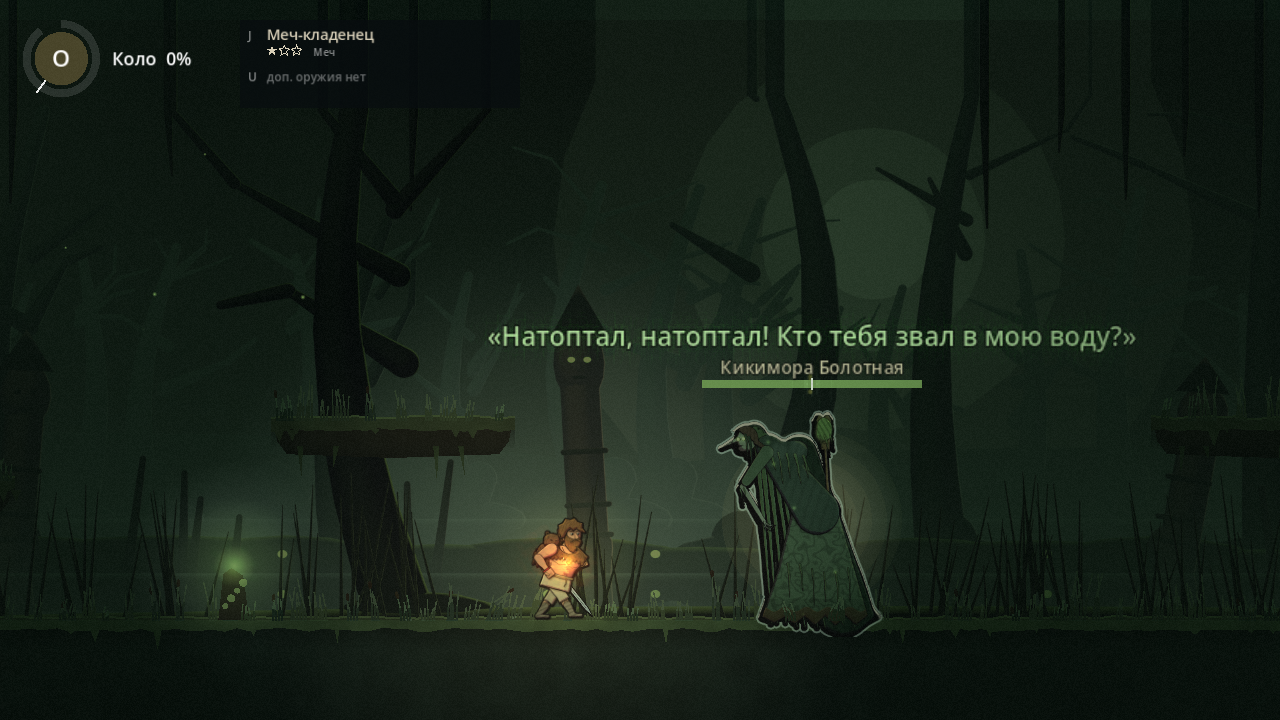 О
Коло 0%
J Меч-кладенец
★☆☆ Меч
U доп. оружия нет
«Натоптал, натоптал! Кто тебя звал в мою воду?»
Кикимора Болотная